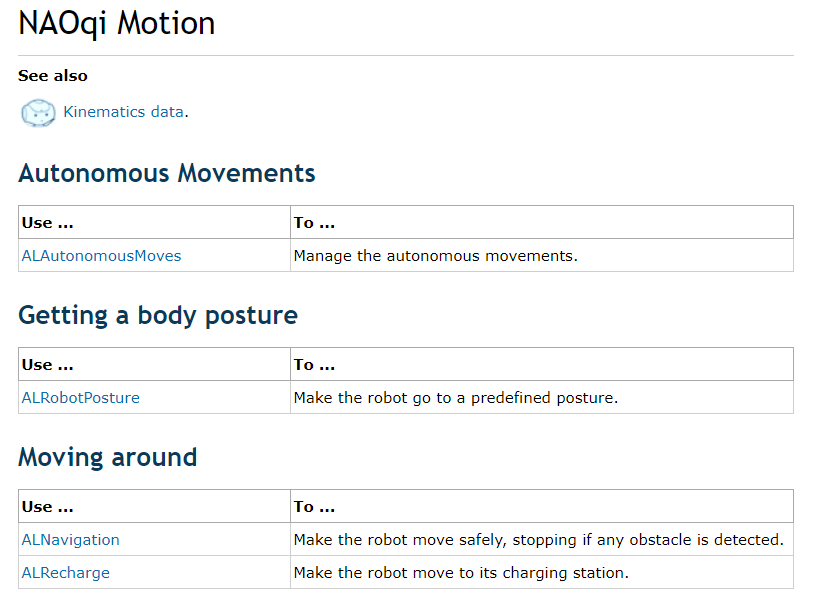 NAOqi Motion
See also
Kinematics data.
Autonomous Movements
Use ... To ...
ALAutonomousMoves Manage the autonomous movements.
Getting a body posture
Use ... To ...
ALRobotPosture Make the robot go to a predefined posture.
Moving around
Use ... To ...
ALNavigation Make the robot move safely, stopping if any obstacle is detected.
ALRecharge Make the robot move to its charging station.